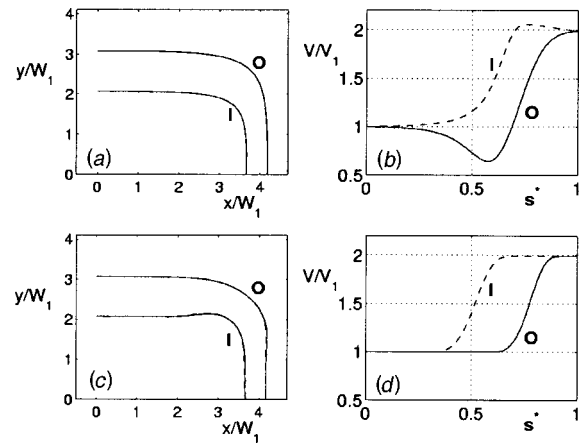 y/W1
4
3
2
1
0
O
I
(a)
0 1 2 3 4
x/W1
V/V1
2
1.5
1
0.5
I
O
(b)
0 0.5 1
s*
y/W1
4
3
2
1
0
O
I
(c)
0 1 2 3 4
x/W1
V/V1
2
1.5
1
0.5
I
O
(d)
0 0.5 1
s*